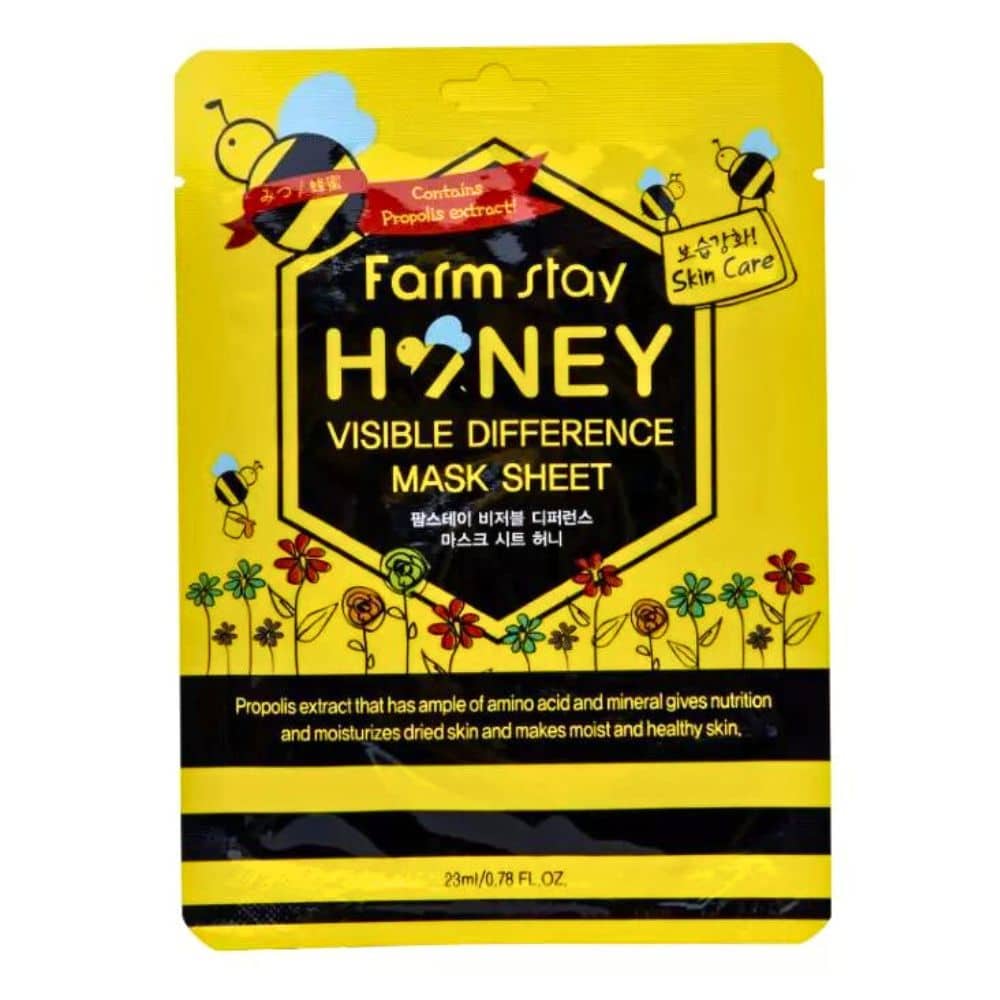 みつ / 蜂蜜
Contains
Propolis extract!
보습강화!
Skin Care
Farm stay
HONEY
VISIBLE DIFFERENCE
MASK SHEET
팜스테이 비저블 디퍼런스
마스크 시트 허니
Propolis extract that has ample of amino acid and mineral gives nutrition
and moisturizes dried skin and makes moist and healthy skin.
23ml/0.78 FL.OZ.